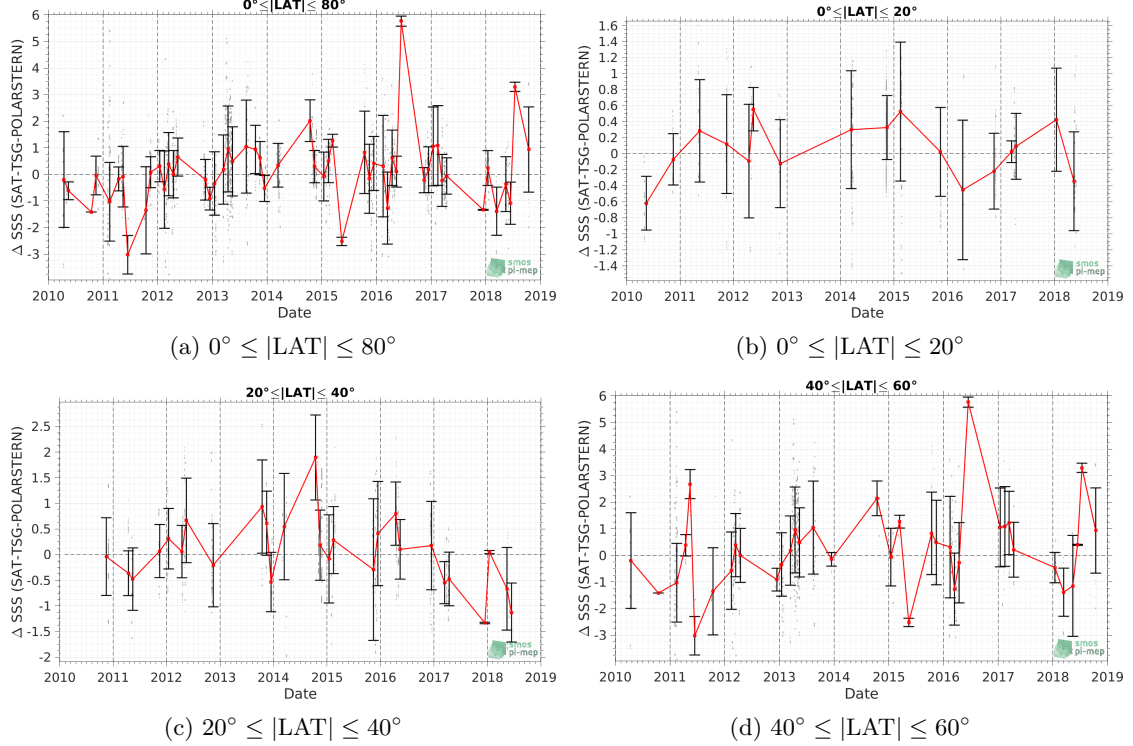 0°≤|LAT|≤ 80°
Δ SSS (SAT-TSG-POLARSTERN)
6
5
4
3
2
1
0
-1
-2
-3
smos
pi-mep
2010 2011 2012 2013 2014 2015 2016 2017 2018 2019
Date
(a) 0° ≤ |LAT| ≤ 80°
0°≤|LAT|≤ 20°
Δ SSS (SAT-TSG-POLARSTERN)
1.6
1.4
1.2
1
0.8
0.6
0.4
0.2
0
-0.2
-0.4
-0.6
-0.8
-1
-1.2
-1.4
smos
pi-mep
2010 2011 2012 2013 2014 2015 2016 2017 2018 2019
Date
(b) 0° ≤ |LAT| ≤ 20°
20°≤|LAT|≤ 40°
Δ SSS (SAT-TSG-POLARSTERN)
2.5
2
1.5
1
0.5
0
-0.5
-1
-1.5
-2
smos
pi-mep
2010 2011 2012 2013 2014 2015 2016 2017 2018 2019
Date
(c) 20° ≤ |LAT| ≤ 40°
40°≤|LAT|≤ 60°
Δ SSS (SAT-TSG-POLARSTERN)
6
5
4
3
2
1
0
-1
-2
-3
smos
pi-mep
2010 2011 2012 2013 2014 2015 2016 2017 2018 2019
Date
(d) 40° ≤ |LAT| ≤ 60°